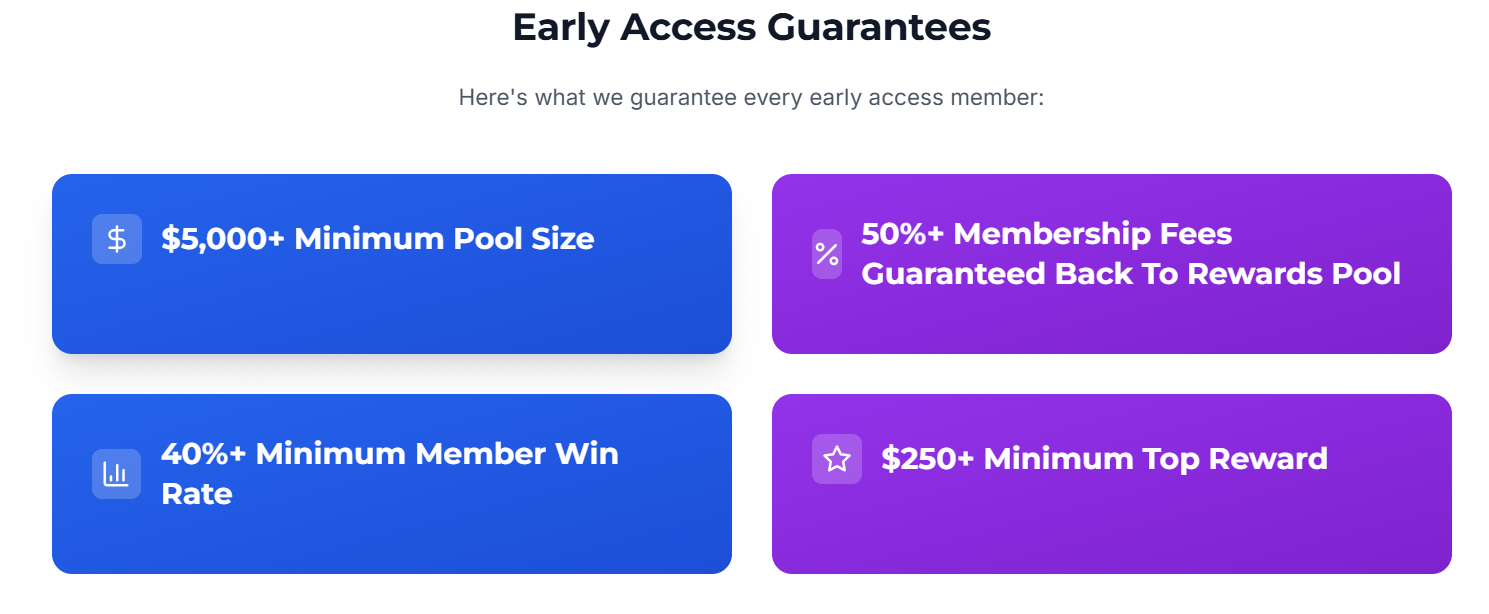 Early Access Guarantees
Here's what we guarantee every early access member:
$5,000+ Minimum Pool Size
50%+ Membership Fees
Guaranteed Back To Rewards Pool
40%+ Minimum Member Win
Rate
$250+ Minimum Top Reward